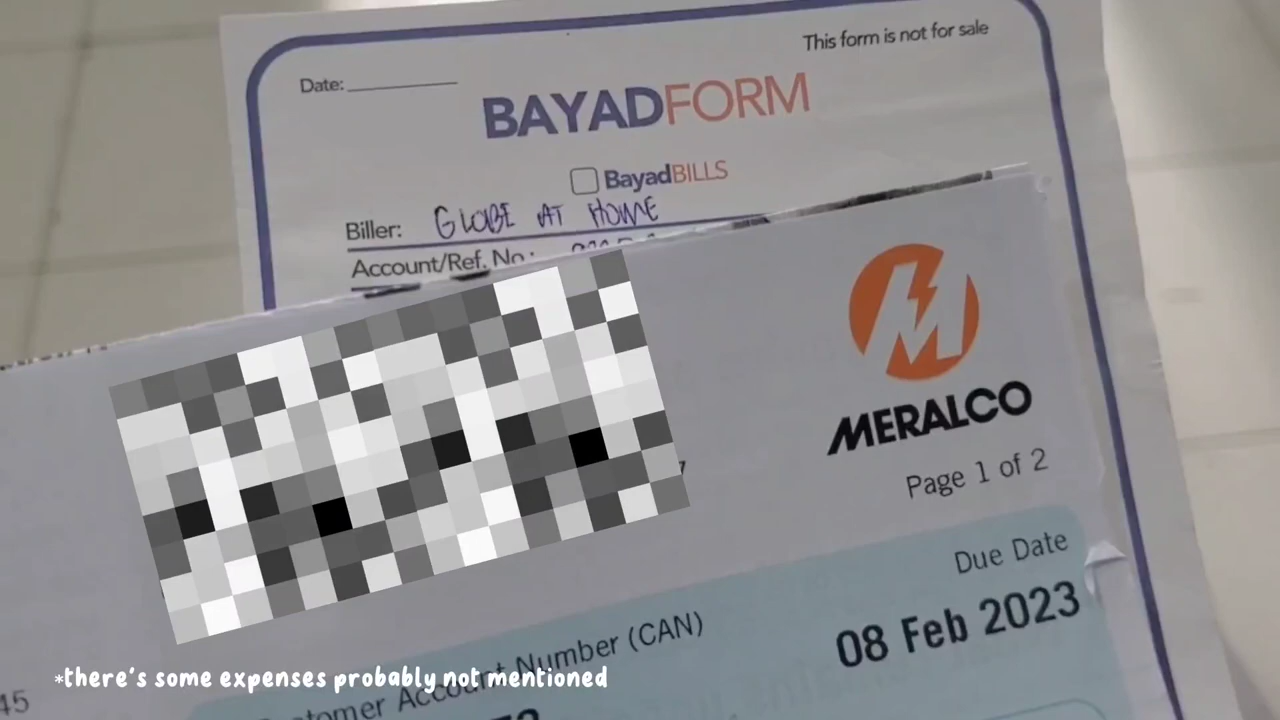 This form is not for sale
Date:
BAYADFORM
BayadBILLS
Biller: GLOBE AT HOME
Account/Ref. No.:
MERALCO
Page 1 of 2
Due Date
08 Feb 2023
Customer Account Number (CAN)
*there's some expenses probably not mentioned